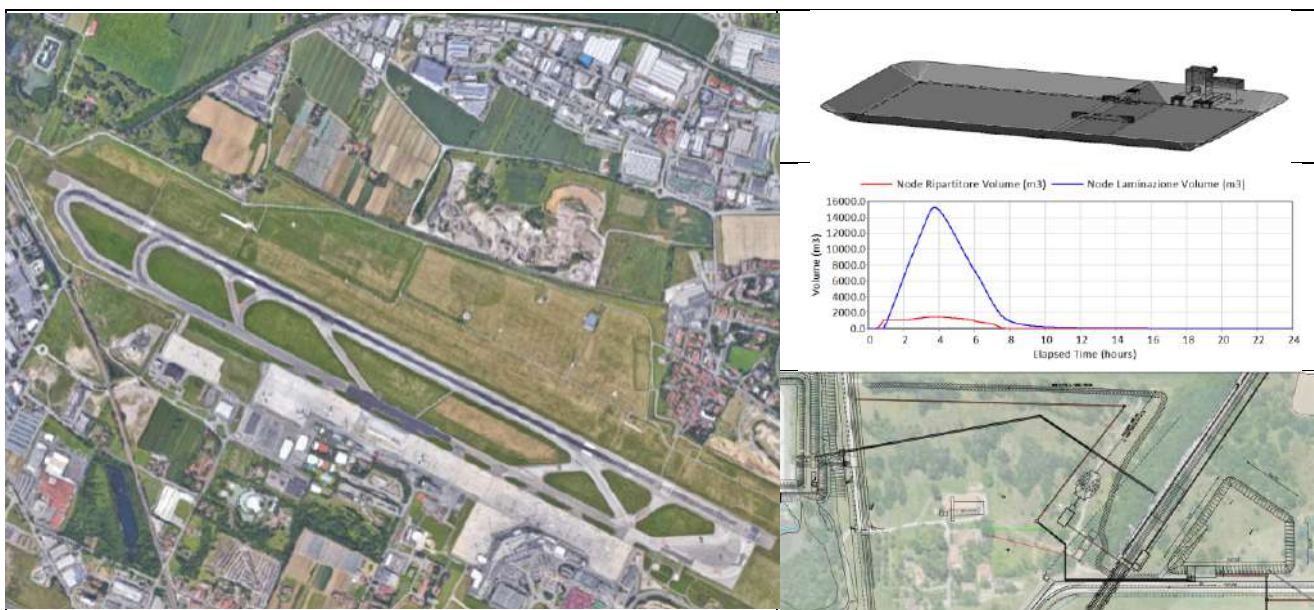 Node Ripartitore Volume (m3)
Node Laminazione Volume (m3)
Volume (m3)
16000.0
14000.0
12000.0
10000.0
8000.0
6000.0
4000.0
2000.0
0.0
0 2 4 6 8 10 12 14 16 18 20 22 24
Elapsed Time (hours)